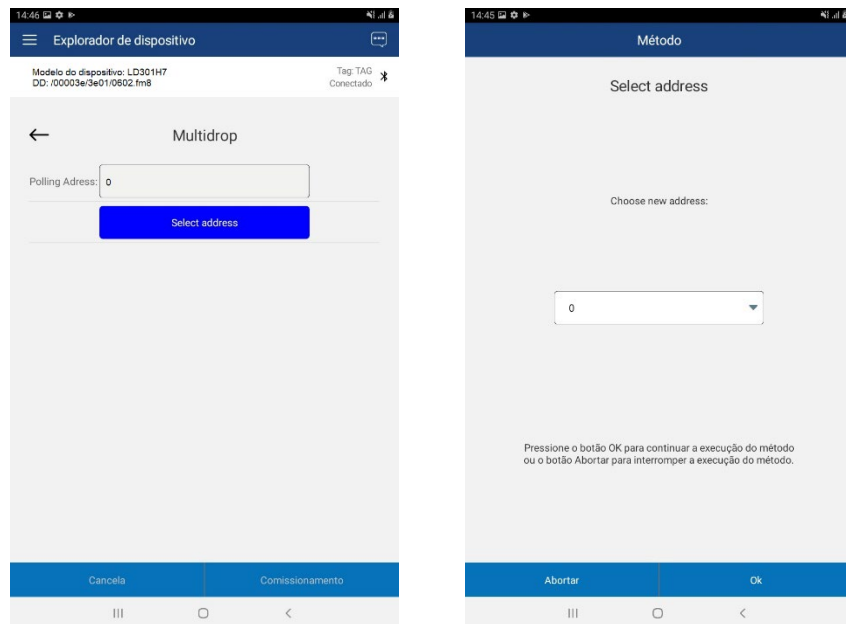 14:46
Explorador de dispositivo
Modelo do dispositivo: LD301H7
DD: /00003e/3e01/0602.fm8
Tag: TAG
Conectado
Multidrop
Polling Adress: 0
Select address
Cancela
Comissionamento
14:45
Método
Select address
Choose new address:
0
Pressione o botão OK para continuar a execução do método
ou o botão Abortar para interromper a execução do método.
Abortar
Ok